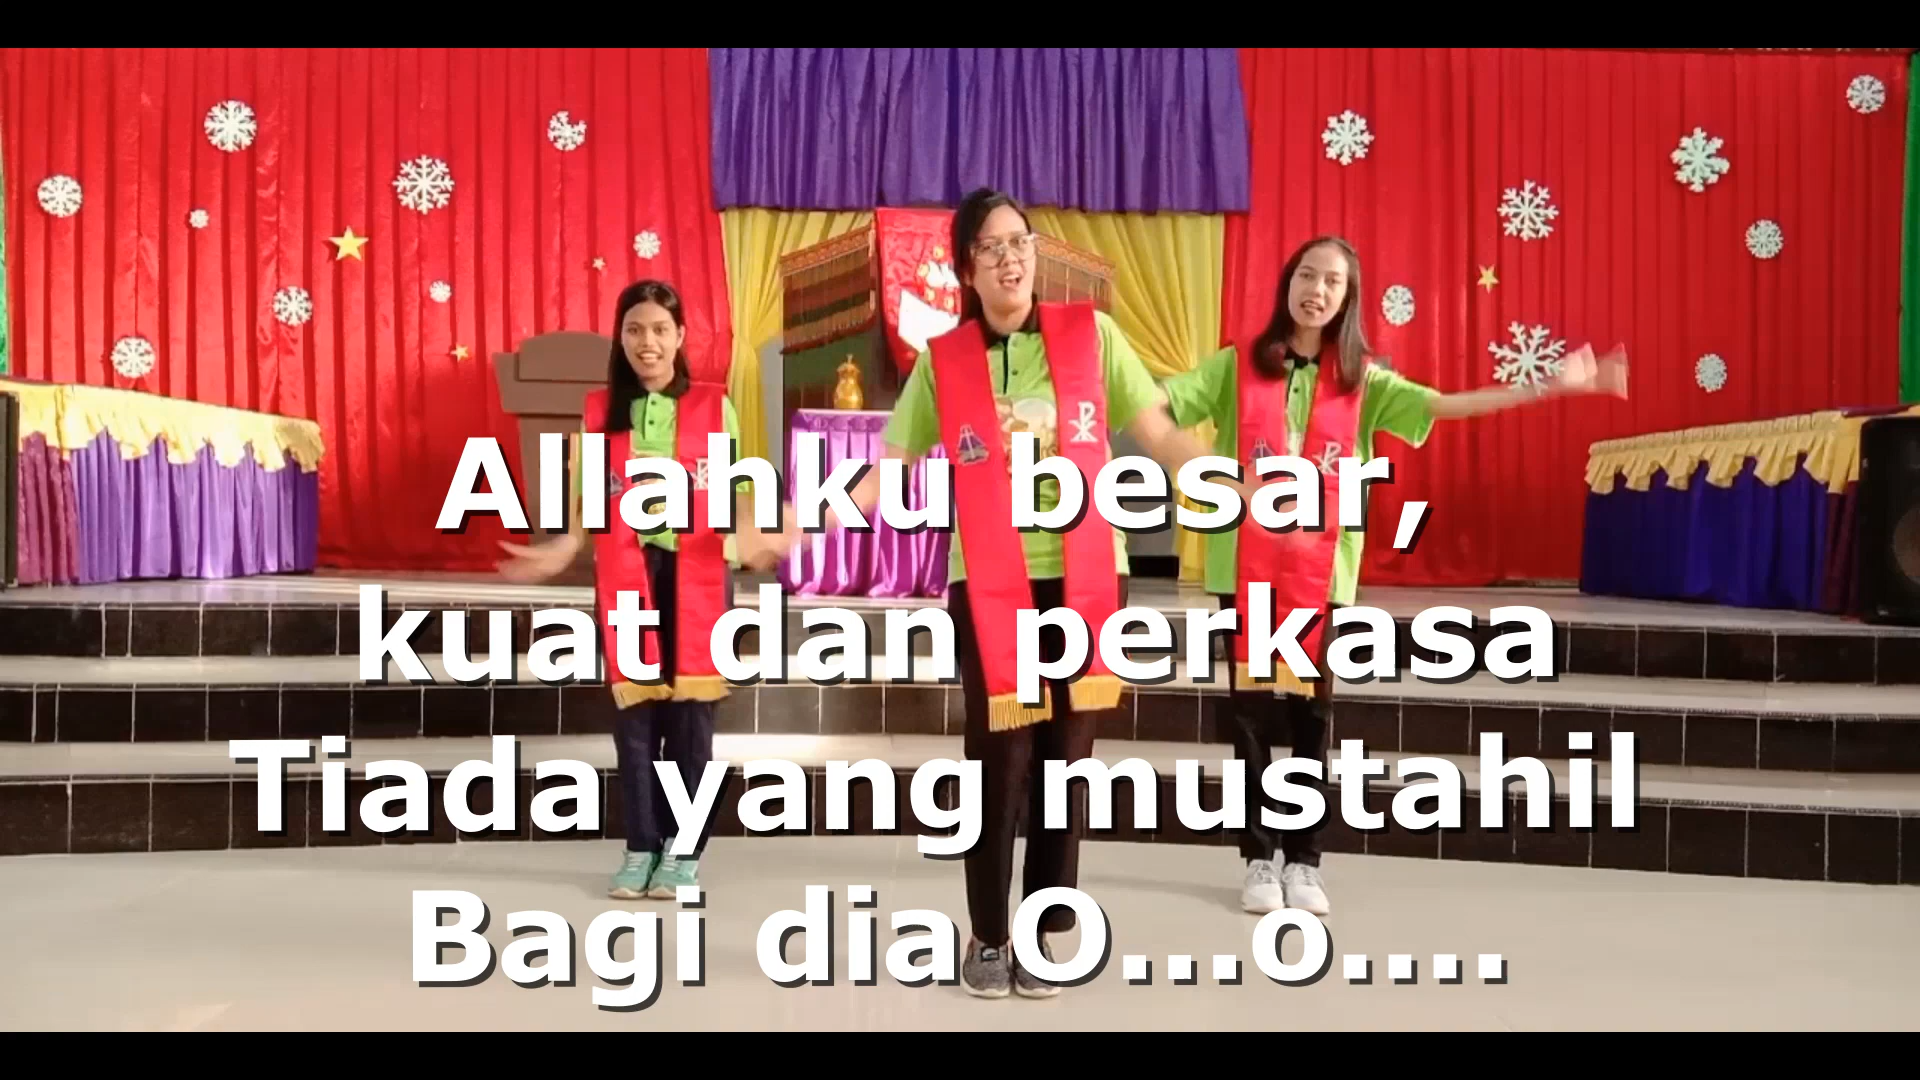 Allahku besar,
kuat dan perkasa
Tiada yang mustahil
Bagi dia O...o....